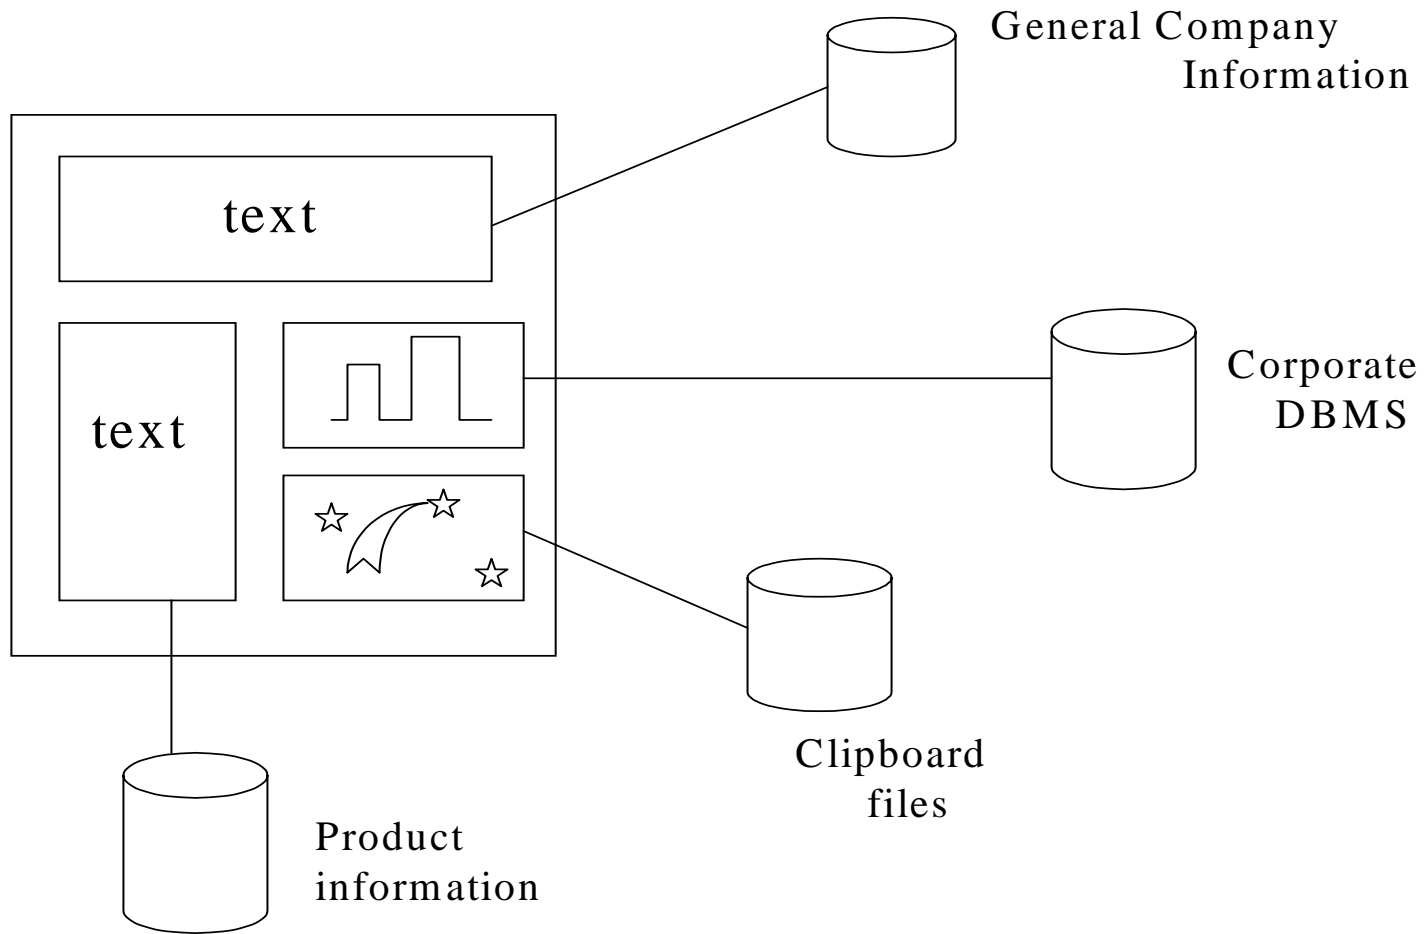 General Company
Information
text
text
Corporate
DBMS
Clipboard
files
Product
information